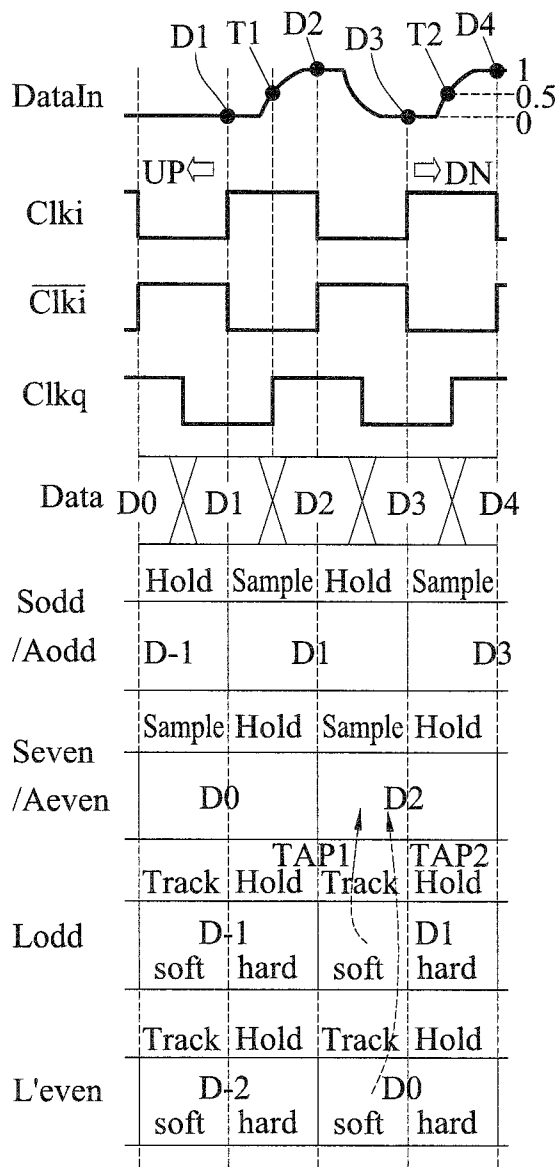 D1 T1 D2 D3 T2 D4
DataIn
1
0.5
0
UP DN
Clki
Clki
Clkq
Data D0 D1 D2 D3 D4
Hold Sample Hold Sample
Sodd
/Aodd D-1 D1 D3
Sample Hold Sample Hold
Seven
/Aeven D0 D2
TAP1 TAP2
Track Hold Track Hold
Lodd D-1 D1
soft hard soft hard
Track Hold Track Hold
L'even D-2 D0
soft hard soft hard